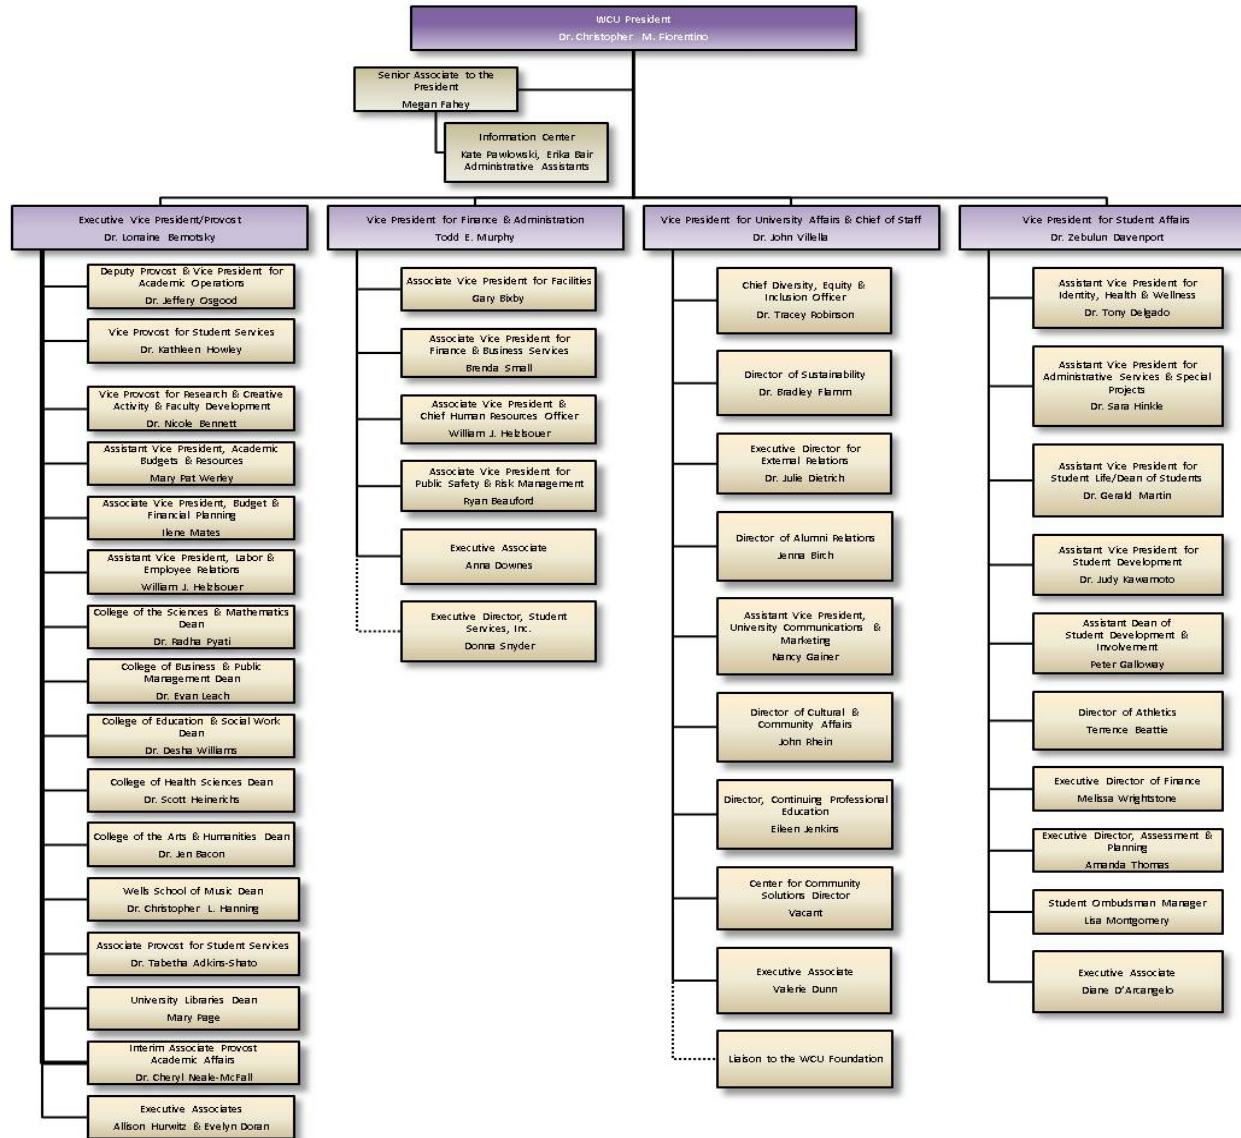 WCU President
Dr. Christopher M. Fiorentino
Senior Associate to the
President
Megan Fahey
Information Center
Kate Pawlowski, Erika Bair
Administrative Assistants
Executive Vice President/Provost
Dr. Lorraine Bernotsky
Deputy Provost & Vice President for
Academic Operations
Dr. Jeffery Osgood
Vice Provost for Student Services
Dr. Kathleen Howley
Vice Provost for Research & Creative
Activity & Faculty Development
Dr. Nicole Bennett
Assistant Vice President, Academic
Budgets & Resources
Mary Pat Werley
Associate Vice President, Budget &
Financial Planning
Ilene Mates
Assistant Vice President, Labor &
Employee Relations
William J. Helzlsouer
College of the Sciences & Mathematics
Dean
Dr. Radha Pyati
College of Business & Public
Management Dean
Dr. Evan Leach
College of Education & Social Work
Dean
Dr. Desha Williams
College of Health Sciences Dean
Dr. Scott Heinerichs
College of the Arts & Humanities Dean
Dr. Jen Bacon
Wells School of Music Dean
Dr. Christopher L. Hanning
Associate Provost for Student Services
Dr. Tabetha Adkins-Shato
University Libraries Dean
Mary Page
Interim Associate Provost
Academic Affairs
Dr. Cheryl Neale-McFall
Executive Associates
Allison Hurwitz & Evelyn Doran
Vice President for Finance & Administration
Todd E. Murphy
Associate Vice President for Facilities
Gary Bixby
Associate Vice President for
Finance & Business Services
Brenda Small
Associate Vice President &
Chief Human Resources Officer
William J. Helzlsouer
Associate Vice President for
Public Safety & Risk Management
Ryan Beauford
Executive Associate
Anna Downes
Executive Director, Student
Services, Inc.
Donna Snyder
Vice President for University Affairs & Chief of Staff
Dr. John Villella
Chief Diversity, Equity &
Inclusion Officer
Dr. Tracey Robinson
Director of Sustainability
Dr. Bradley Flamm
Executive Director for
External Relations
Dr. Julie Dietrich
Director of Alumni Relations
Jenna Birch
Assistant Vice President,
University Communications &
Marketing
Nancy Gainer
Director of Cultural &
Community Affairs
John Rhein
Director, Continuing Professional
Education
Eileen Jenkins
Center for Community
Solutions Director
Vacant
Executive Associate
Valerie Dunn
Liaison to the WCU Foundation
Vice President for Student Affairs
Dr. Zebulun Davenport
Assistant Vice President for
Identity, Health & Wellness
Dr. Tony Delgado
Assistant Vice President for
Administrative Services & Special
Projects
Dr. Sara Hinkle
Assistant Vice President for
Student Life/Dean of Students
Dr. Gerald Martin
Assistant Vice President for
Student Development
Dr. Judy Kawamoto
Assistant Dean of
Student Development &
Involvement
Peter Galloway
Director of Athletics
Terrence Beattie
Executive Director of Finance
Melissa Wrightstone
Executive Director, Assessment &
Planning
Amanda Thomas
Student Ombudsman Manager
Lisa Montgomery
Executive Associate
Diane D'Arcangelo